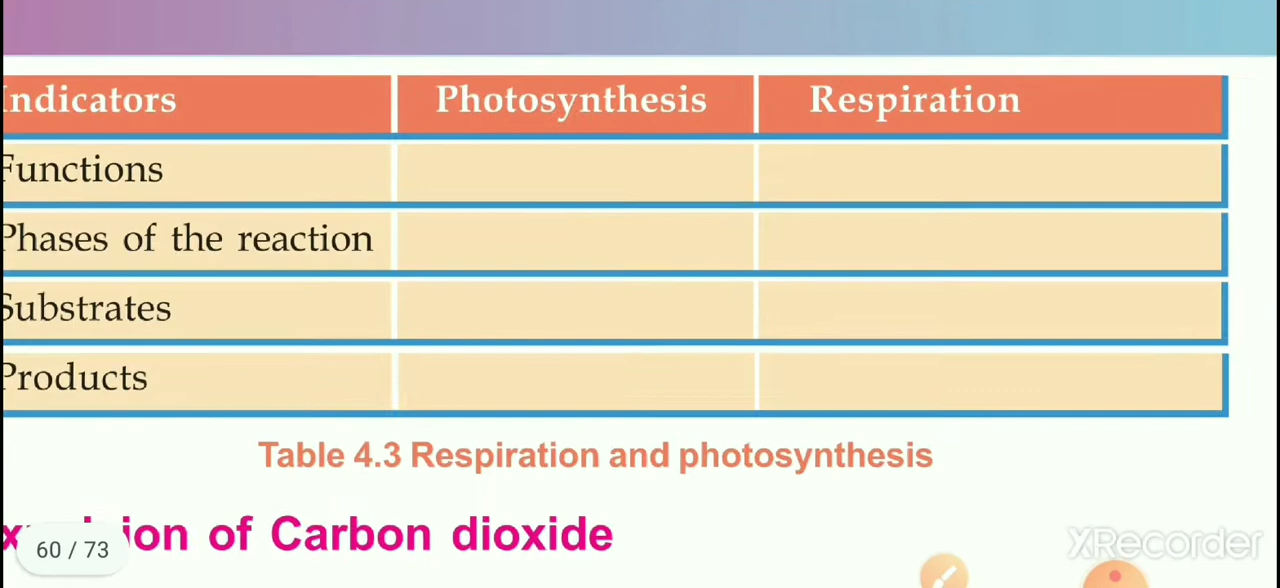 Indicators Photosynthesis Respiration
Functions
Phases of the reaction
Substrates
Products
Table 4.3 Respiration and photosynthesis
of Carbon dioxide
60 / 73
XRecorder